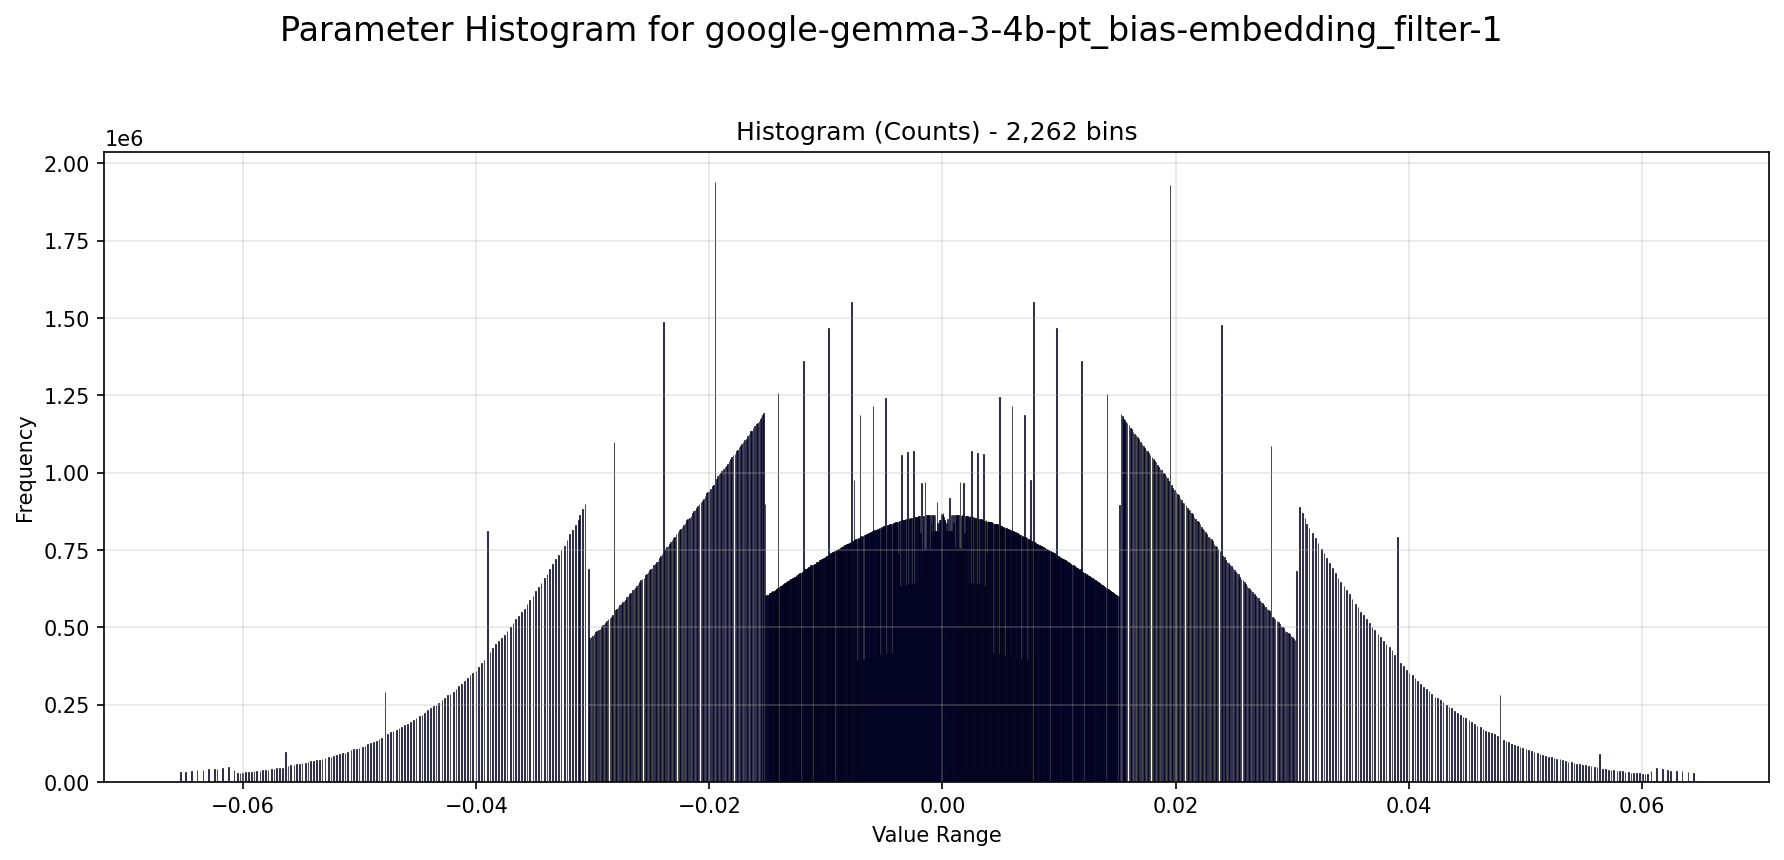 Parameter Histogram for google-gemma-3-4b-pt_bias-embedding_filter-1
Histogram (Counts) - 2,262 bins
1e6
2.00
1.75
1.50
1.25
1.00
0.75
0.50
0.25
0.00
Frequency
−0.06 −0.04 −0.02 0.00 0.02 0.04 0.06
Value Range